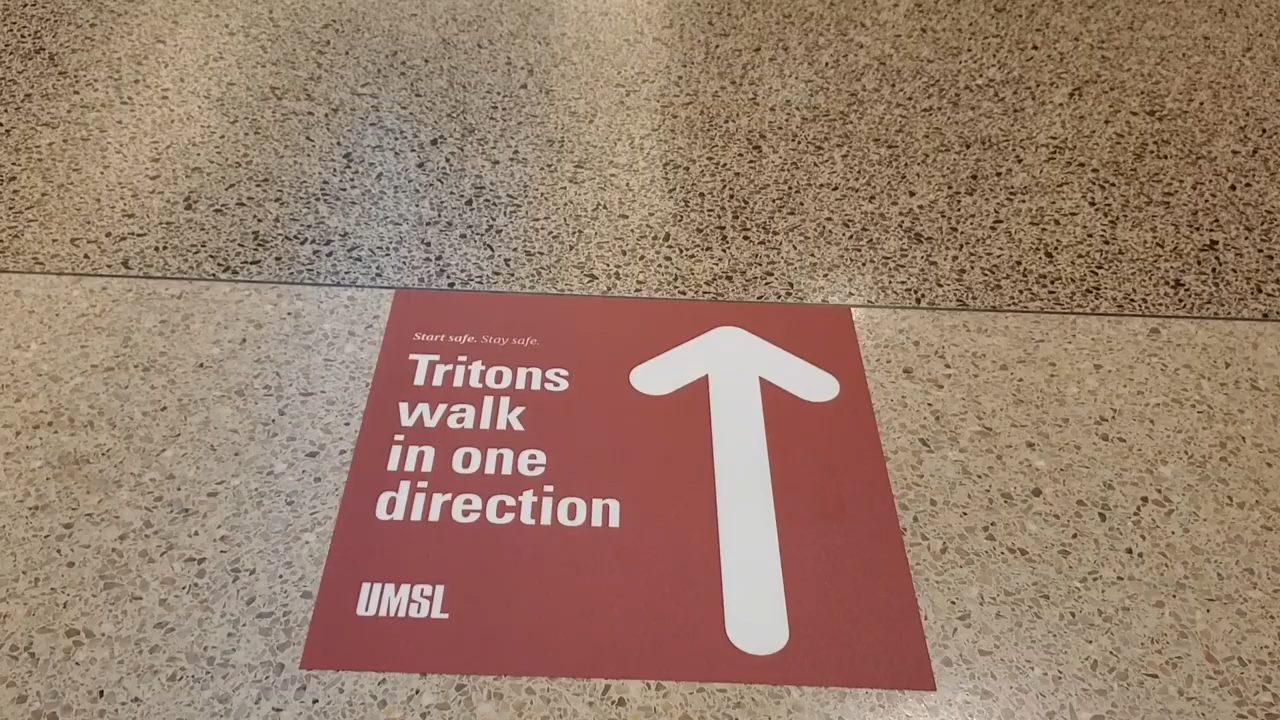 Start safe. Stay safe.
Tritons
walk
in one
direction
UMSL